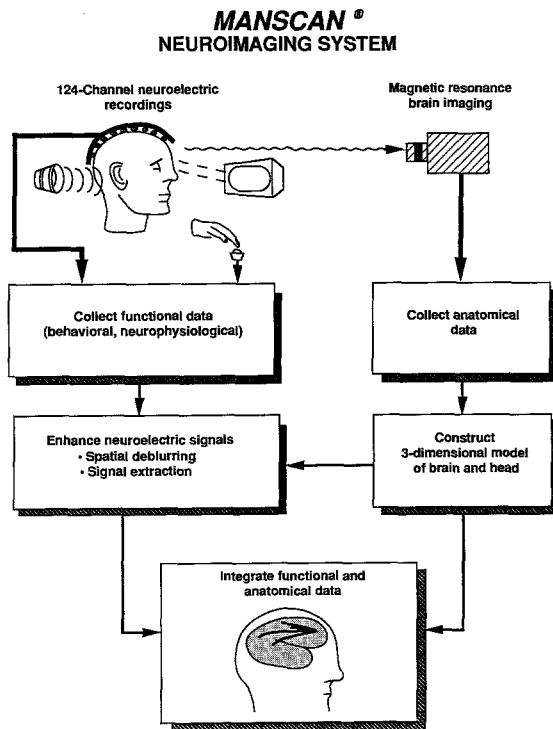 MANSCAN ®
NEUROIMAGING SYSTEM
124-Channel neuroelectric
recordings
Magnetic resonance
brain imaging
Collect functional data
(behavioral, neurophysiological)
Collect anatomical
data
Enhance neuroelectric signals
• Spatial deblurring
• Signal extraction
Construct
3-dimensional model
of brain and head
Integrate functional and
anatomical data